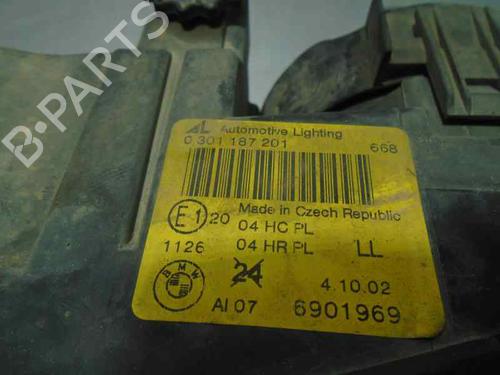 AL Automotive Lighting
0 301 187 201 668
Made in Czech Republic
E1 20 04 HC PL
1126 04 HR PL LL
BMW 24 4.10.02
AI 07 6901969
B-PARTS